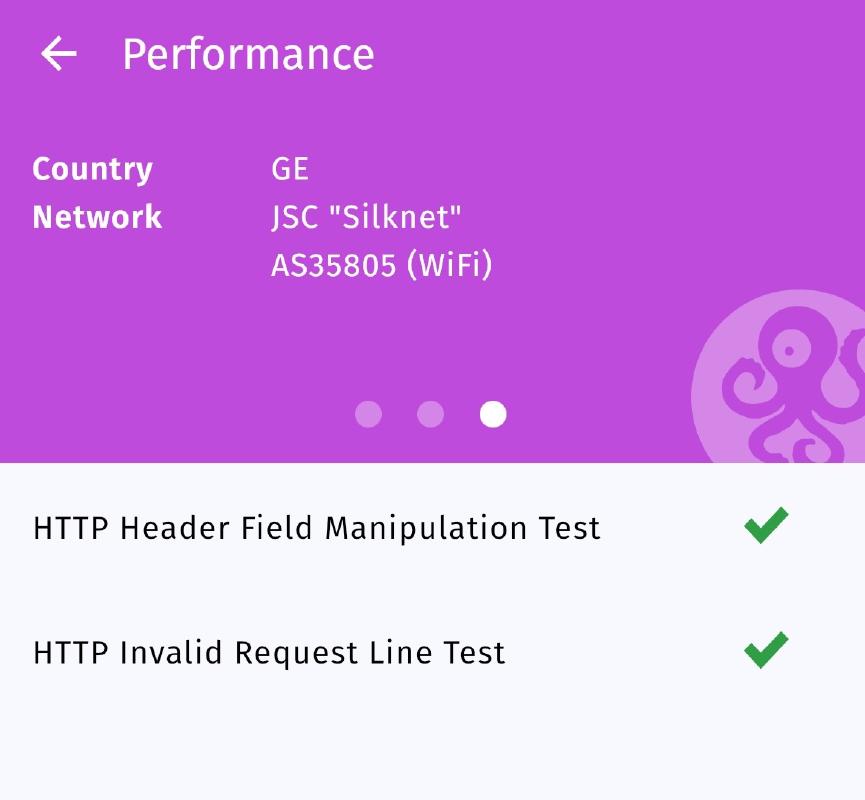 Performance
Country GE
Network JSC "Silknet"
AS35805 (WiFi)
HTTP Header Field Manipulation Test
HTTP Invalid Request Line Test